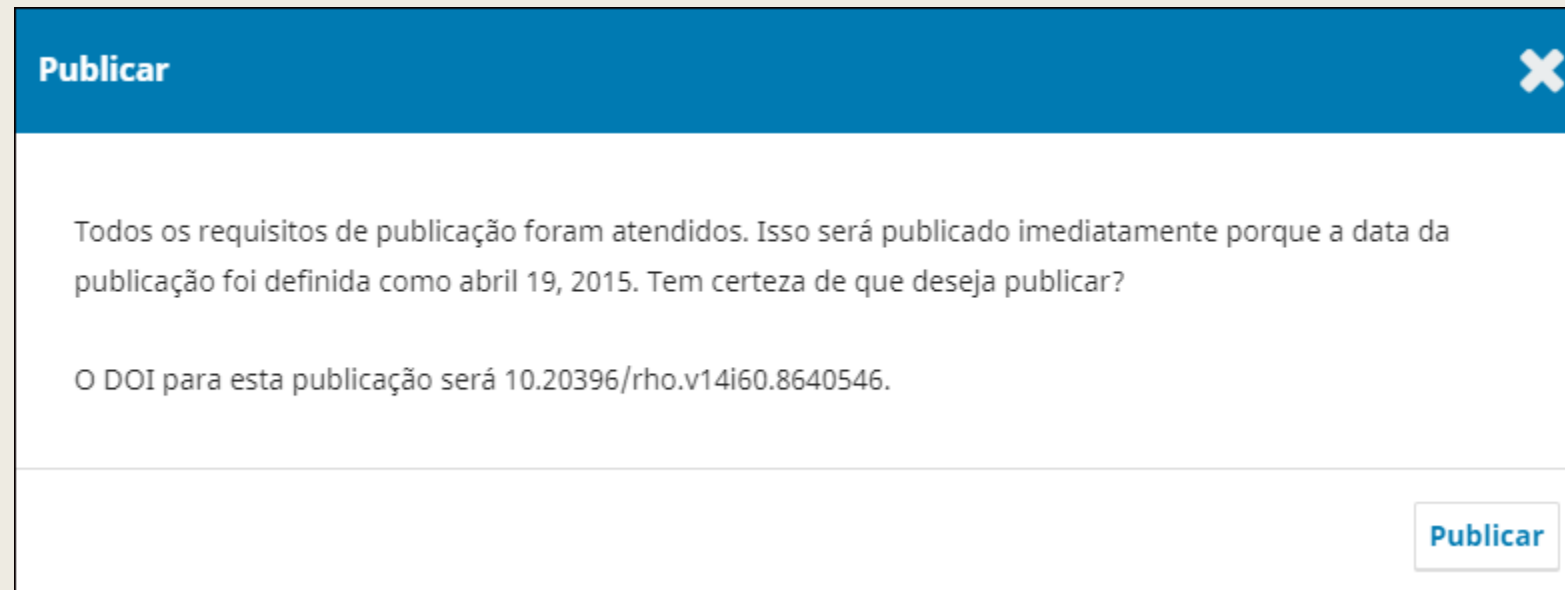 Publicar
Todos os requisitos de publicação foram atendidos. Isso será publicado imediatamente porque a data da
publicação foi definida como abril 19, 2015. Tem certeza de que deseja publicar?
O DOI para esta publicação será 10.20396/rho.v14i60.8640546.
Publicar